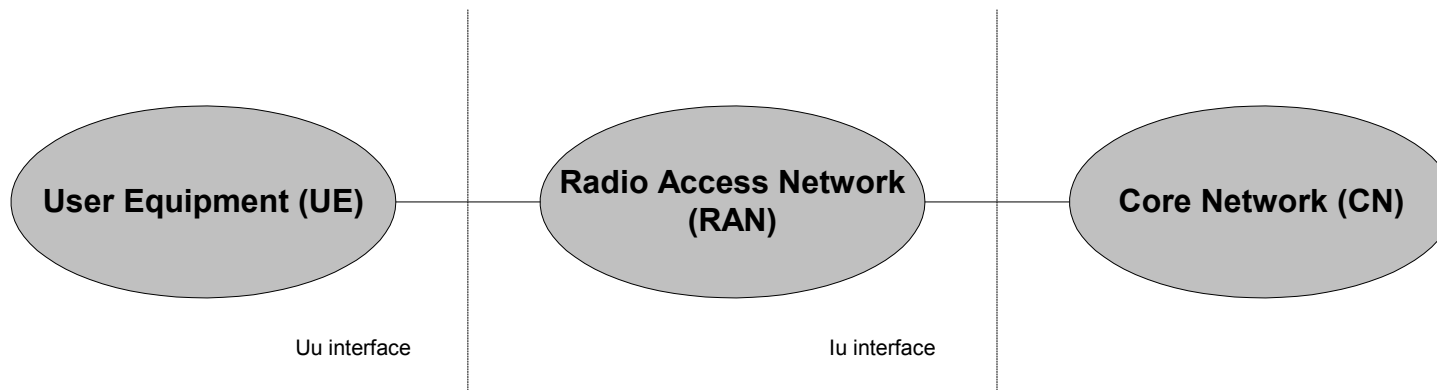 User Equipment (UE)
Radio Access Network
(RAN)
Core Network (CN)
Uu interface
Iu interface